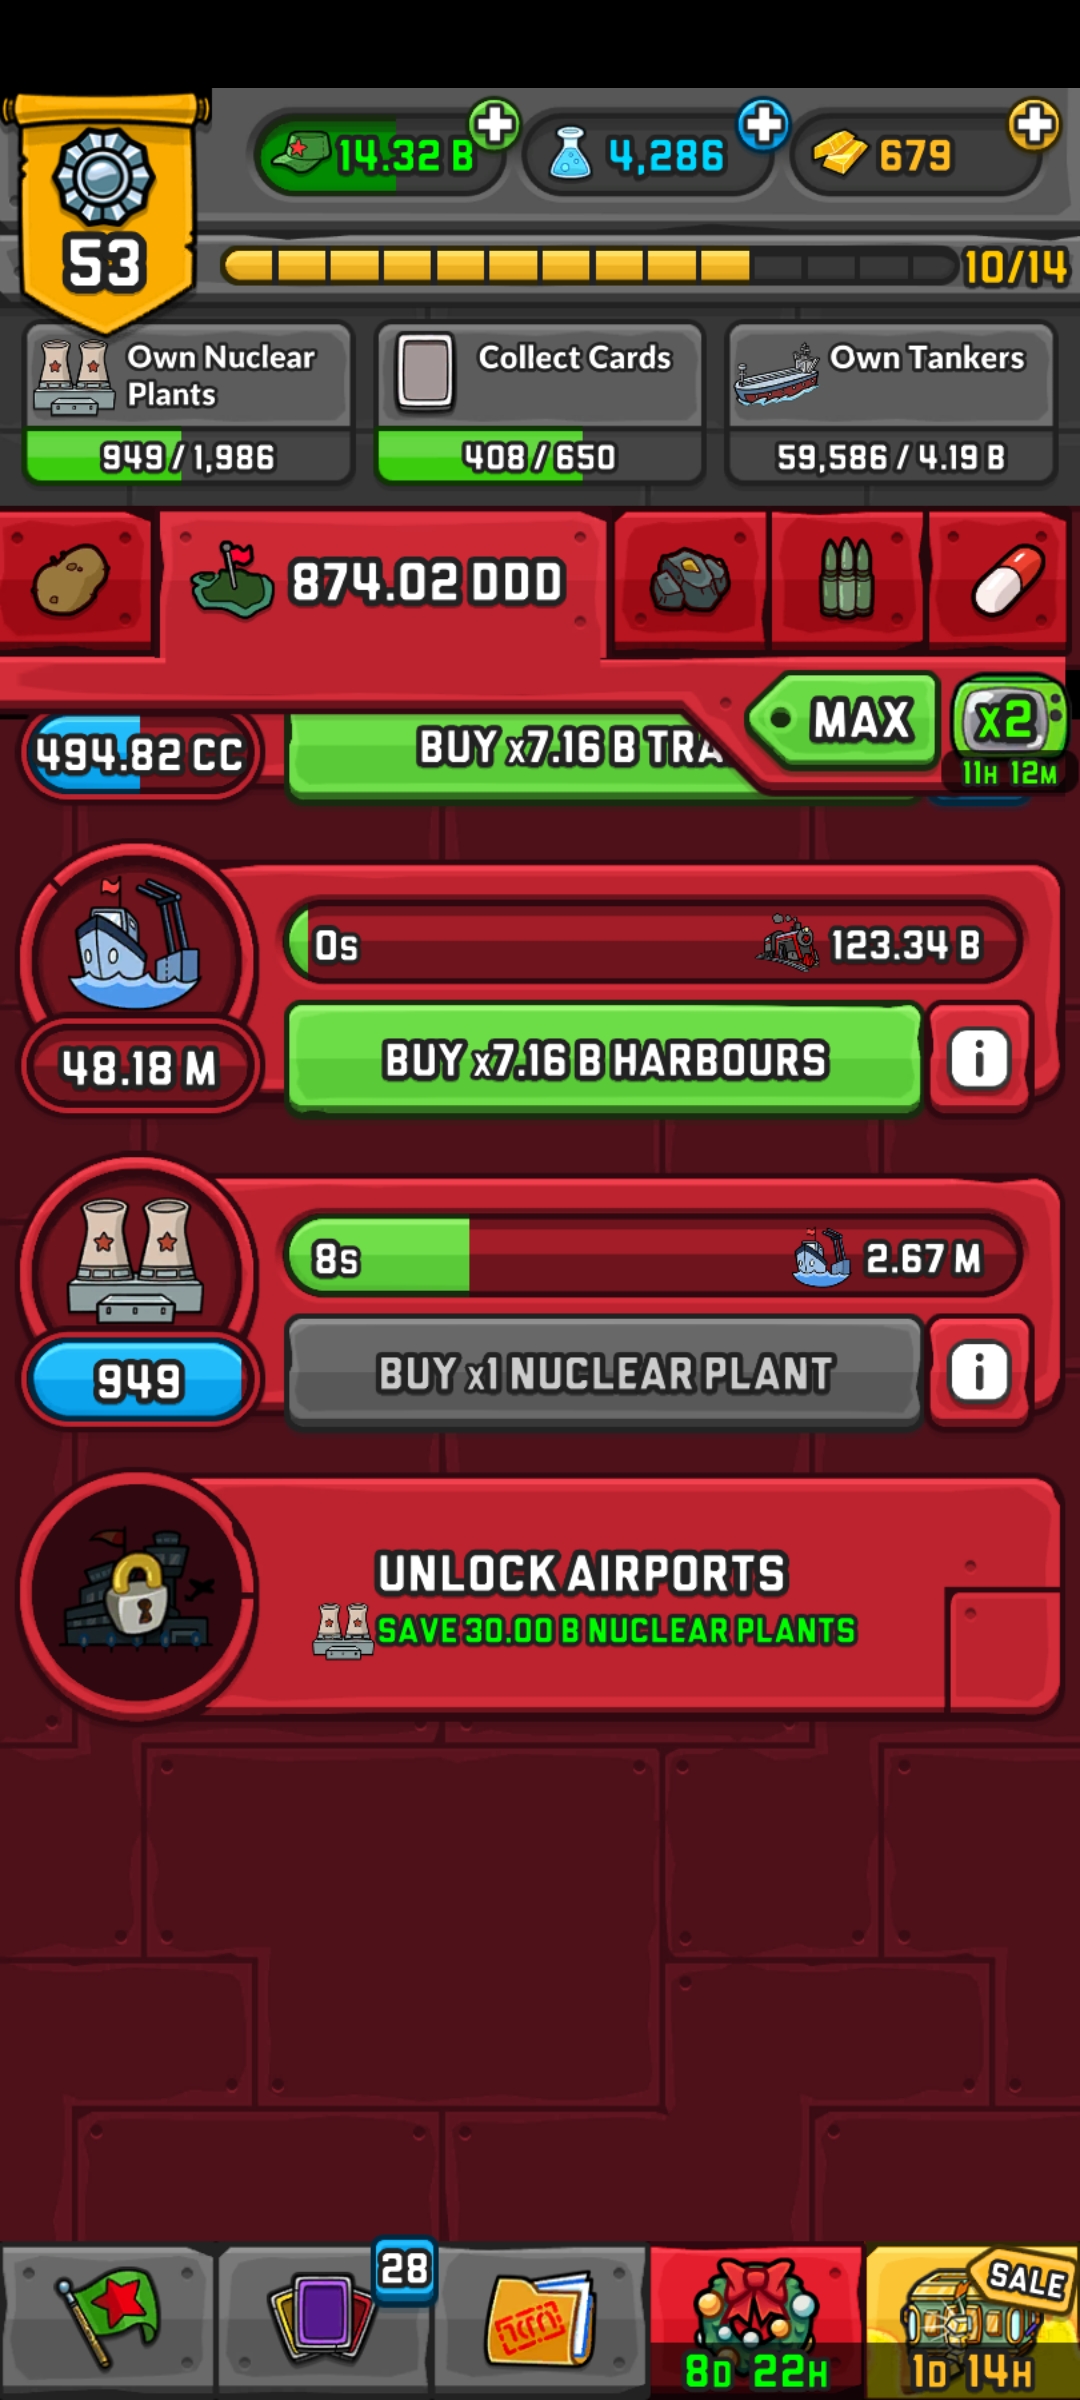 14.32 B
4,286
679
53
10/14
Own Nuclear
Plants
949 / 1,986
Collect Cards
408 / 650
Own Tankers
59,586 / 4.19 B
874.02 DDD
MAX
x2
11H 12M
494.82 CC
BUY x7.16 B TRA
0s
123.34 B
48.18 M
BUY x7.16 B HARBOURS
i
8s
2.67 M
949
BUY x1 NUCLEAR PLANT
i
UNLOCK AIRPORTS
SAVE 30.00 B NUCLEAR PLANTS
28
SALE
8D 22H
1D 14H